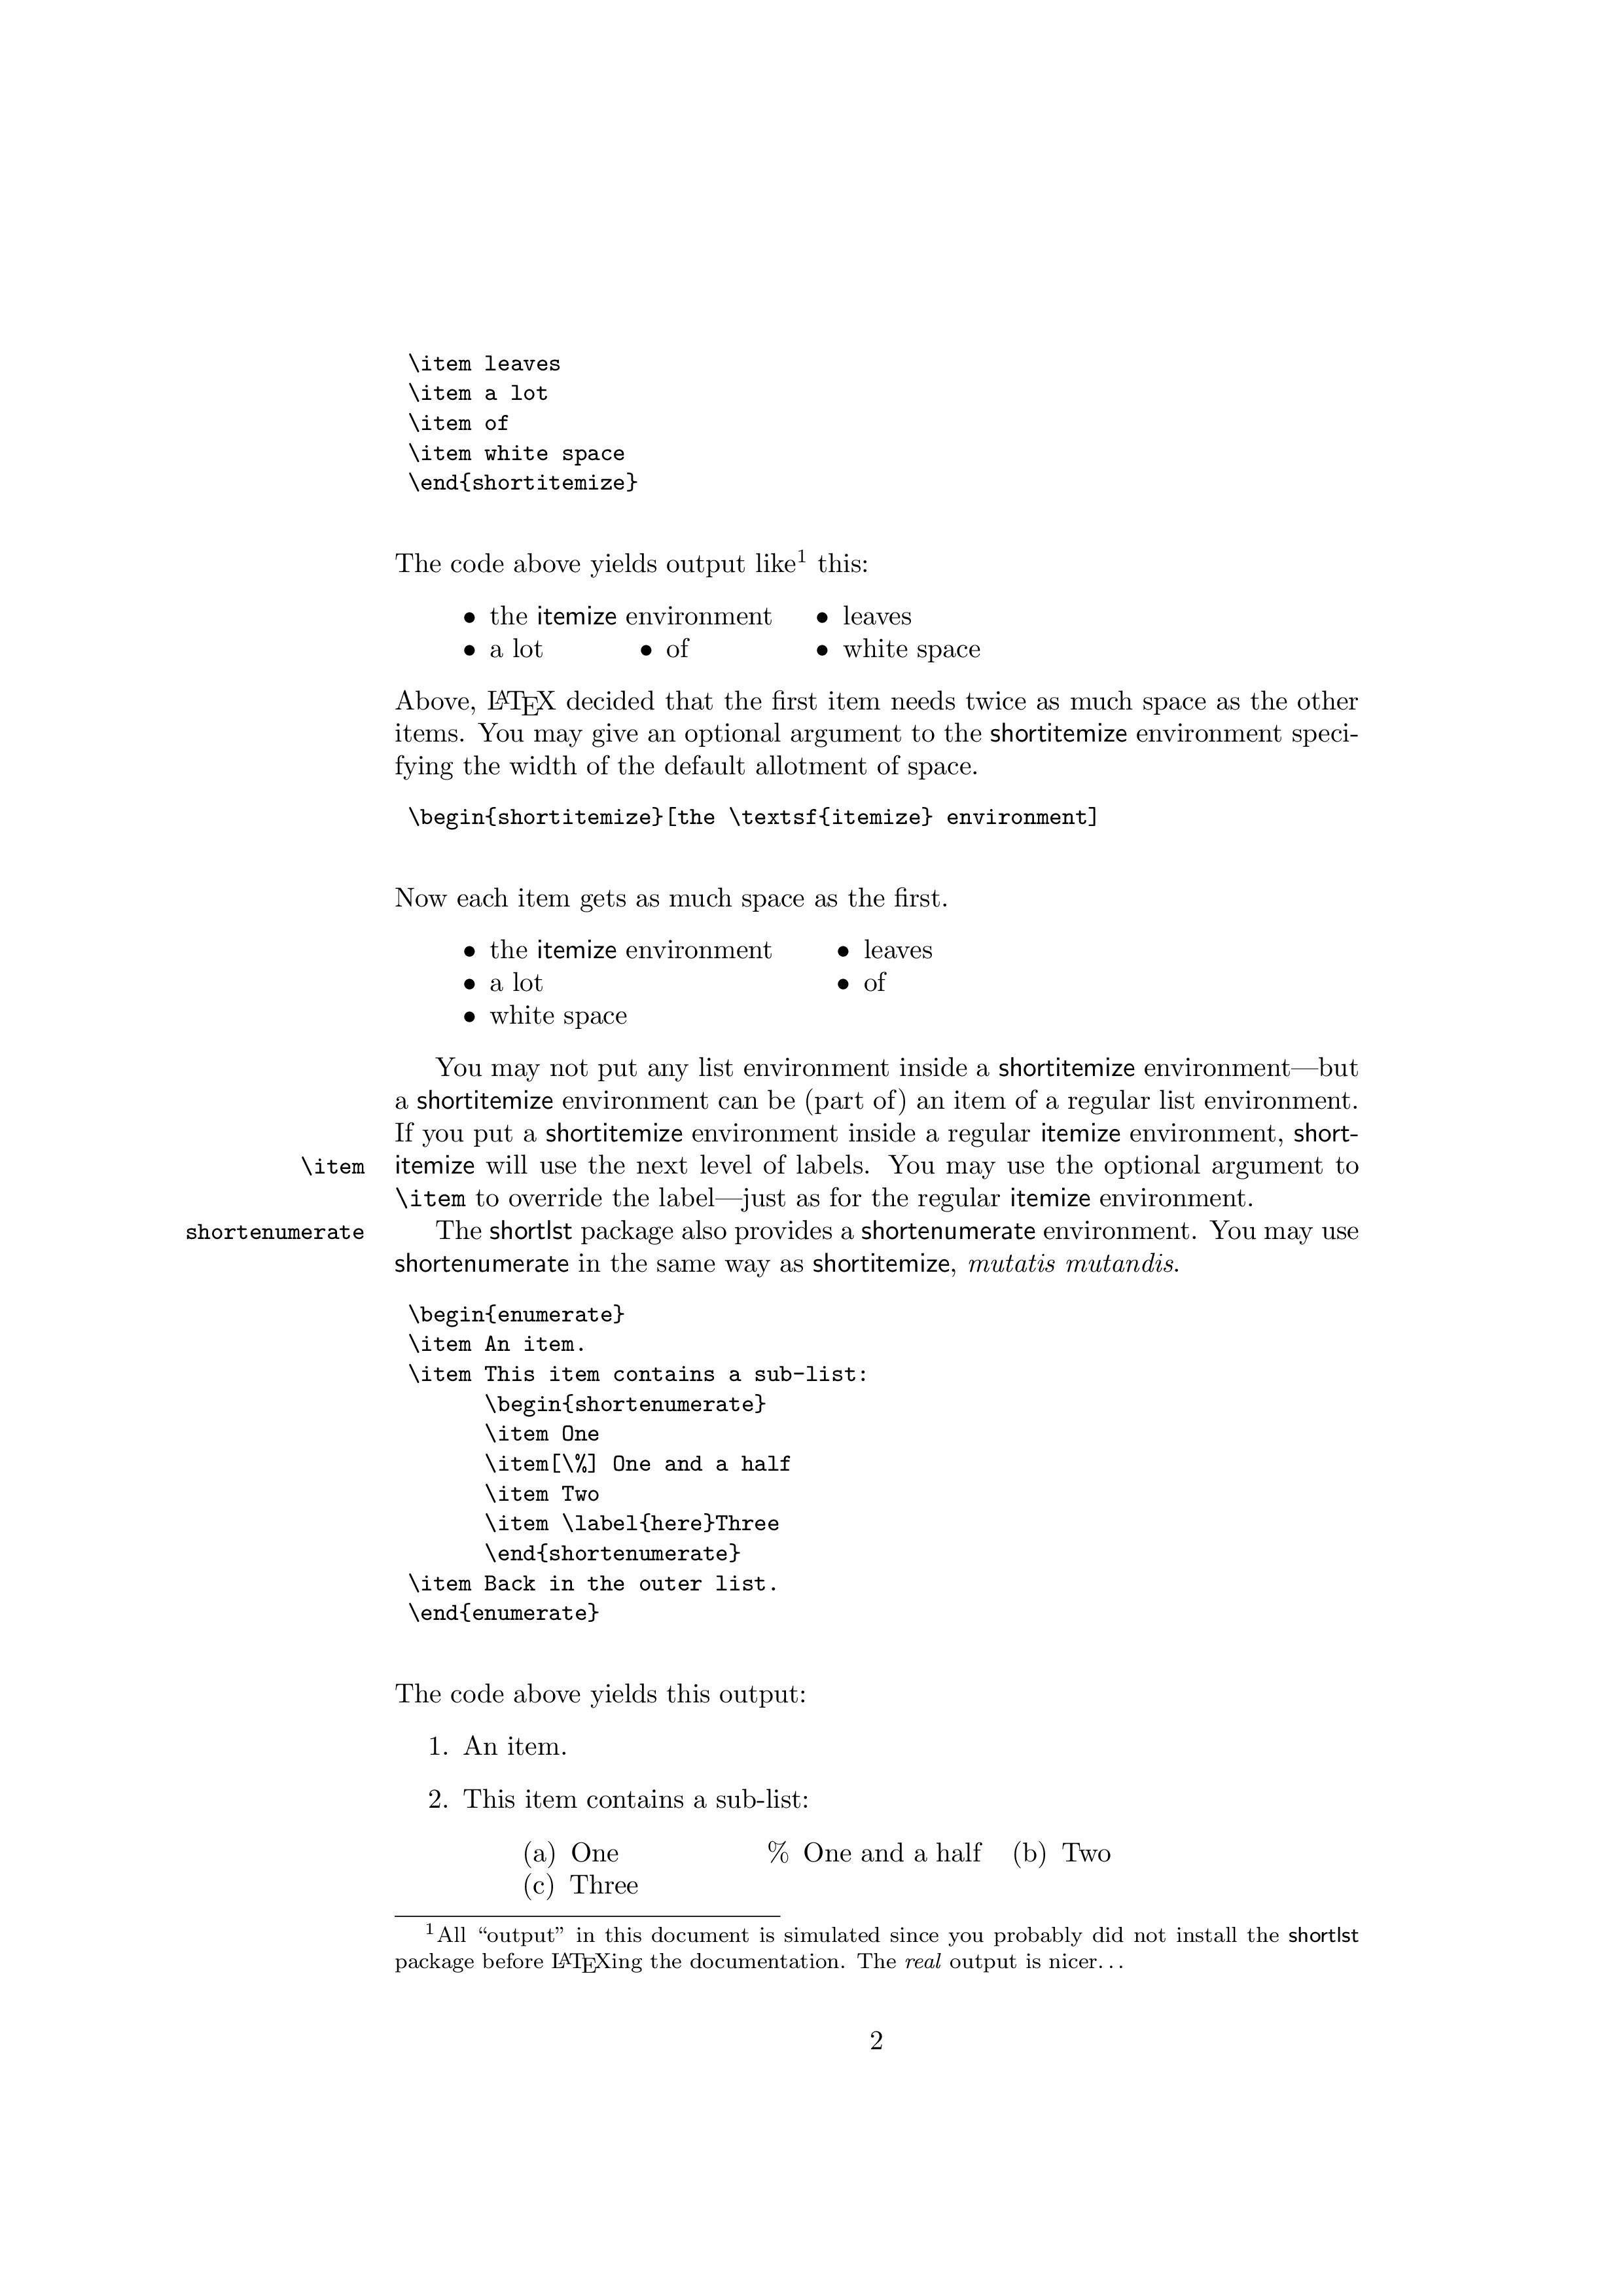 \item leaves
\item a lot
\item of
\item white space
\end{shortitemize}
The code above yields output like¹ this:
• the itemize environment • leaves
• a lot • of • white space
Above, LATEX decided that the first item needs twice as much space as the other
items. You may give an optional argument to the shortitemize environment speci-
fying the width of the default allotment of space.
\begin{shortitemize}[the \textsf{itemize} environment]
Now each item gets as much space as the first.
• the itemize environment • leaves
• a lot • of
• white space
You may not put any list environment inside a shortitemize environment—but
a shortitemize environment can be (part of) an item of a regular list environment.
If you put a shortitemize environment inside a regular itemize environment, short-
\item itemize will use the next level of labels. You may use the optional argument to
\item to override the label—just as for the regular itemize environment.
shortenumerate The shortlst package also provides a shortenumerate environment. You may use
shortenumerate in the same way as shortitemize, mutatis mutandis.
\begin{enumerate}
\item An item.
\item This item contains a sub-list:
\begin{shortenumerate}
\item One
\item[\%] One and a half
\item Two
\item \label{here}Three
\end{shortenumerate}
\item Back in the outer list.
\end{enumerate}
The code above yields this output:
1. An item.
2. This item contains a sub-list:
(a) One % One and a half (b) Two
(c) Three
¹All “output” in this document is simulated since you probably did not install the shortlst
package before LATEXing the documentation. The real output is nicer...
2